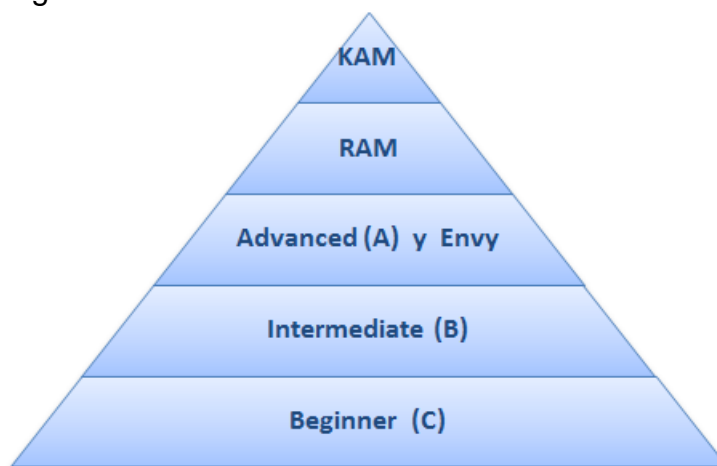 KAM
RAM
Advanced (A) y Envy
Intermediate (B)
Beginner (C)